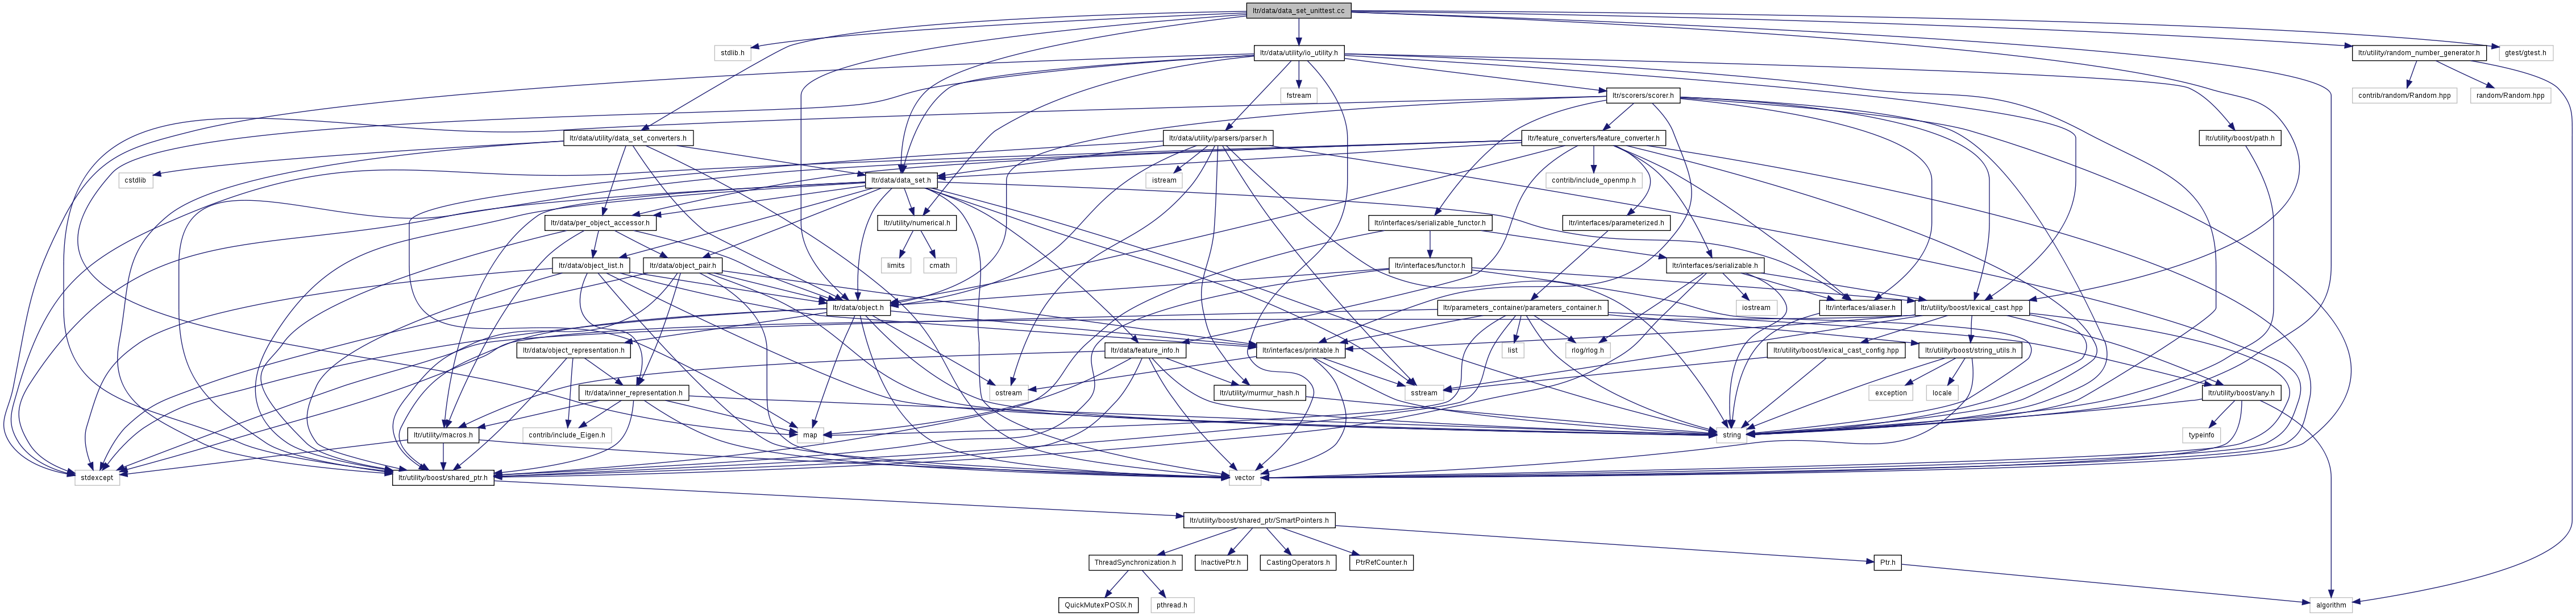 ltr/data/data_set_unittest.cc
stdlib.h
ltr/data/utility/io_utility.h
ltr/utility/random_number_generator.h
gtest/gtest.h
fstream
ltr/scorers/scorer.h
contrib/random/Random.hpp
random/Random.hpp
ltr/data/utility/data_set_converters.h
ltr/data/utility/parsers/parser.h
ltr/feature_converters/feature_converter.h
ltr/utility/boost/path.h
cstdlib
ltr/data/data_set.h
istream
contrib/include_openmp.h
ltr/data/per_object_accessor.h
ltr/utility/numerical.h
ltr/interfaces/serializable_functor.h
ltr/interfaces/parameterized.h
ltr/data/object_list.h
ltr/data/object_pair.h
limits
cmath
ltr/interfaces/functor.h
ltr/interfaces/serializable.h
ltr/data/object.h
ltr/parameters_container/parameters_container.h
iostream
ltr/interfaces/aliaser.h
ltr/utility/boost/lexical_cast.hpp
ltr/data/object_representation.h
ltr/data/feature_info.h
ltr/interfaces/printable.h
list
rlog/rlog.h
ltr/utility/boost/lexical_cast_config.hpp
ltr/utility/boost/string_utils.h
ltr/data/inner_representation.h
ostream
ltr/utility/murmur_hash.h
sstream
exception
locale
ltr/utility/boost/any.h
ltr/utility/macros.h
contrib/include_Eigen.h
map
string
typeinfo
stdexcept
ltr/utility/boost/shared_ptr.h
vector
ltr/utility/boost/shared_ptr/SmartPointers.h
ThreadSynchronization.h
InactivePtr.h
CastingOperators.h
PtrRefCounter.h
Ptr.h
QuickMutexPOSIX.h
pthread.h
algorithm